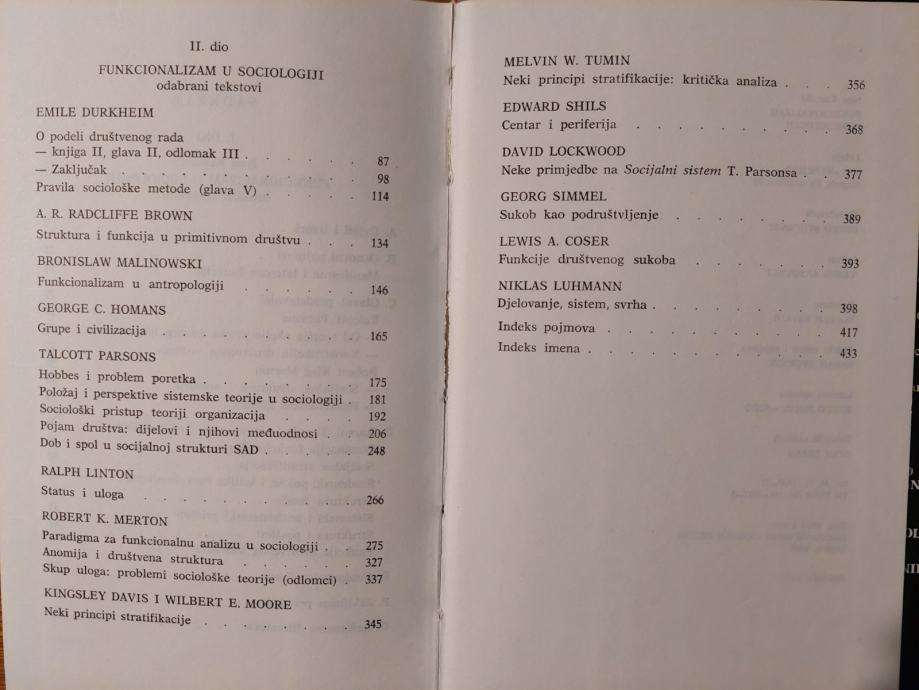 II. dio
FUNKCIONALIZAM U SOCIOLOGIJI
odabrani tekstovi
EMILE DURKHEIM
O podeli društvenog rada
— knjiga II, glava II, odlomak III . . . . . . 87
— Zaključak . . . . . . . . . . . 98
Pravila sociološke metode (glava V) . . . . . 114
A. R. RADCLIFFE BROWN
Struktura i funkcija u primitivnom društvu . . . 134
BRONISLAW MALINOWSKI
Funkcionalizam u antropologiji . . . . . . 146
GEORGE C. HOMANS
Grupe i civilizacija . . . . . . . . . . 165
TALCOTT PARSONS
Hobbes i problem poretka . . . . . . . . 175
Položaj i perspektive sistemske teorije u sociologiji . 181
Sociološki pristup teoriji organizacija . . . . 192
Pojam društva: dijelovi i njihovi međuodnosi . . 206
Dob i spol u socijalnoj strukturi SAD . . . . . 248
RALPH LINTON
Status i uloga . . . . . . . . . . 266
ROBERT K. MERTON
Paradigma za funkcionalnu analizu u sociologiji . . 275
Anomija i društvena struktura . . . . . . 327
Skup uloga: problemi sociološke teorije (odlomci) . 337
KINGSLEY DAVIS I WILBERT E. MOORE
Neki principi stratifikacije . . . . . . . . 345
MELVIN W. TUMIN
Neki principi stratifikacije: kritička analiza . . . 356
EDWARD SHILS
Centar i periferija . . . . . . . . . 368
DAVID LOCKWOOD
Neke primjedbe na Socijalni sistem T. Parsonsa . . 377
GEORG SIMMEL
Sukob kao podruštvljenje . . . . . . . 389
LEWIS A. COSER
Funkcije društvenog sukoba . . . . . . 393
NIKLAS LUHMANN
Djelovanje, sistem, svrha . . . . . . . . 398
Indeks pojmova . . . . . . . . . . 417
Indeks imena . . . . . . . . . . . 433